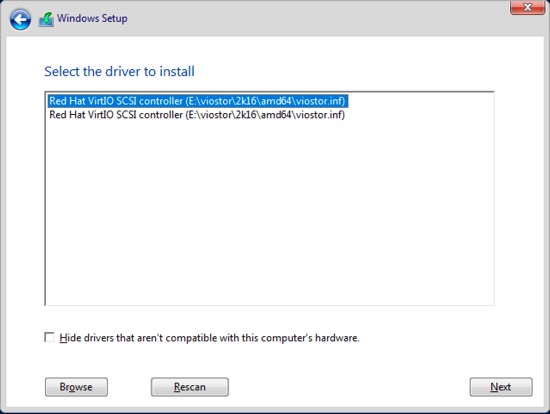 Windows Setup
Select the driver to install
Red Hat VirtIO SCSI controller (E:\viostor\2k16\amd64\viostor.inf)
Red Hat VirtIO SCSI controller (E:\viostor\2k16\amd64\viostor.inf)
Hide drivers that aren't compatible with this computer's hardware.
Browse Rescan Next